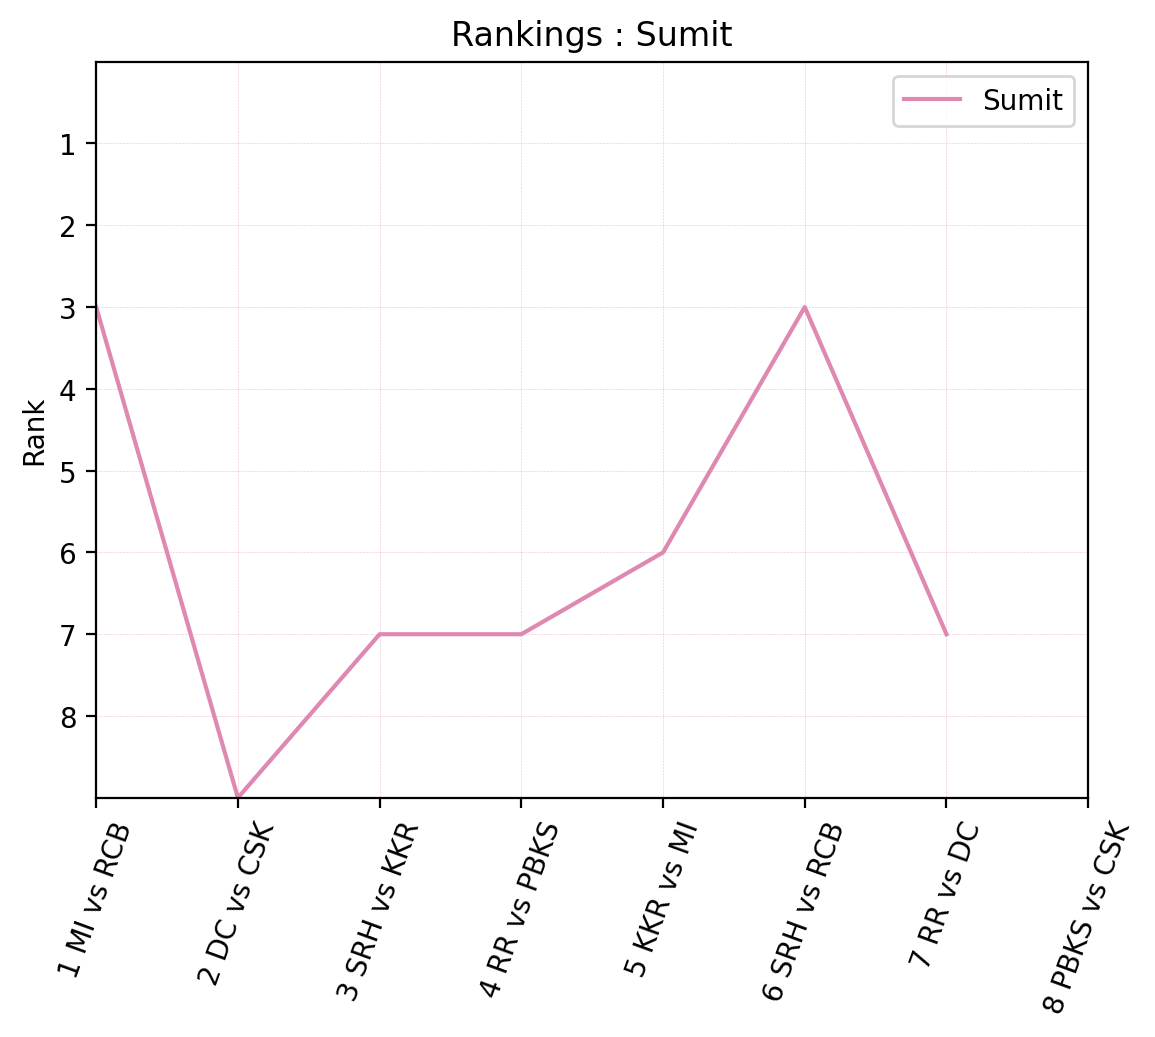 Rankings : Sumit
Sumit
Rank
1
2
3
4
5
6
7
8
1 MI vs RCB
2 DC vs CSK
3 SRH vs KKR
4 RR vs PBKS
5 KKR vs MI
6 SRH vs RCB
7 RR vs DC
8 PBKS vs CSK